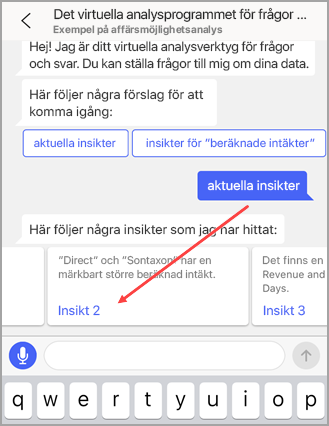 Det virtuella analysprogrammet för frågor ...
Exempel på affärsmöjlighetsanalys
Hej! Jag är ditt virtuella analysverktyg för frågor
och svar. Du kan ställa frågor till mig om dina data.
Här följer några förslag för att
komma igång:
aktuella insikter
insikter för ”beräknade intäkter”
aktuella insikter
Här följer några insikter som jag har hittat:
”Direct” och “Sontaxon” har en
märkbart större beräknad intäkt.
Insikt 2
Det finns en
Revenue and
Days.
Insikt 3
q w e r t y u i o p